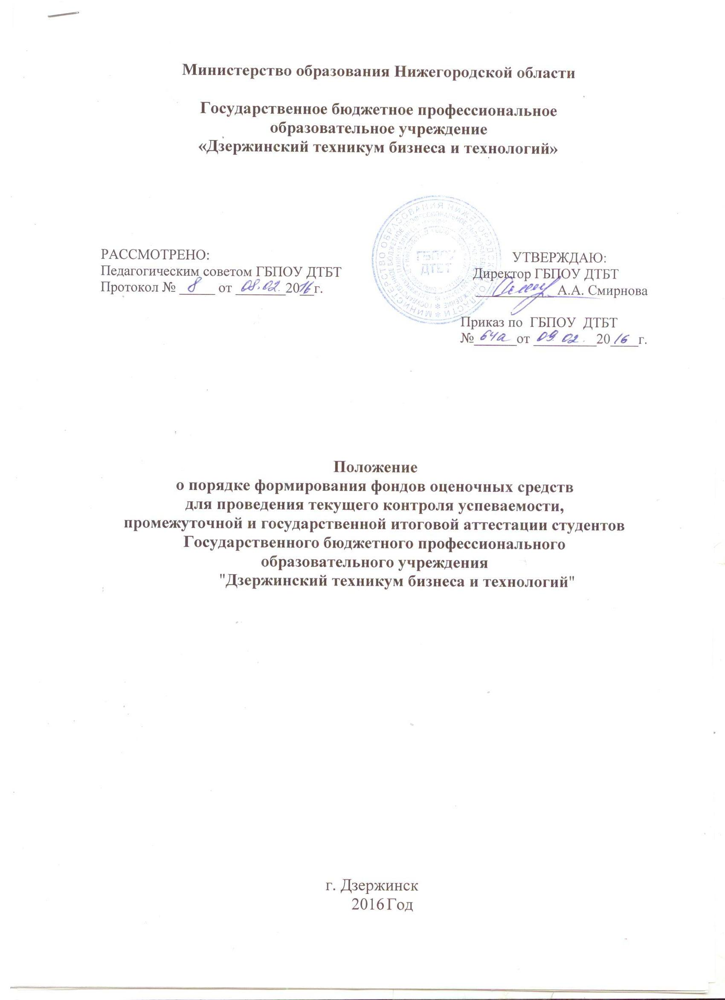 Министерство образования Нижегородской области
Государственное бюджетное профессиональное
образовательное учреждение
«Дзержинский техникум бизнеса и технологий»
РАССМОТРЕНО:
Педагогическим советом ГБПОУ ДТБТ
Протокол № 8 от 08.02. 2016г.
МИНИСТЕРСТВО ОБРАЗОВАНИЯ НИЖЕГОРОДСКОЙ ОБЛАСТИ
ГБПОУ
ДТБТ
УТВЕРЖДАЮ:
Директор ГБПОУ ДТБТ
А.А. Смирнова
Приказ по ГБПОУ ДТБТ
№ 64а от 09.02. 2016 г.
Положение
о порядке формирования фондов оценочных средств
для проведения текущего контроля успеваемости,
промежуточной и государственной итоговой аттестации студентов
Государственного бюджетного профессионального
образовательного учреждения
"Дзержинский техникум бизнеса и технологий"
г. Дзержинск
2016 Год